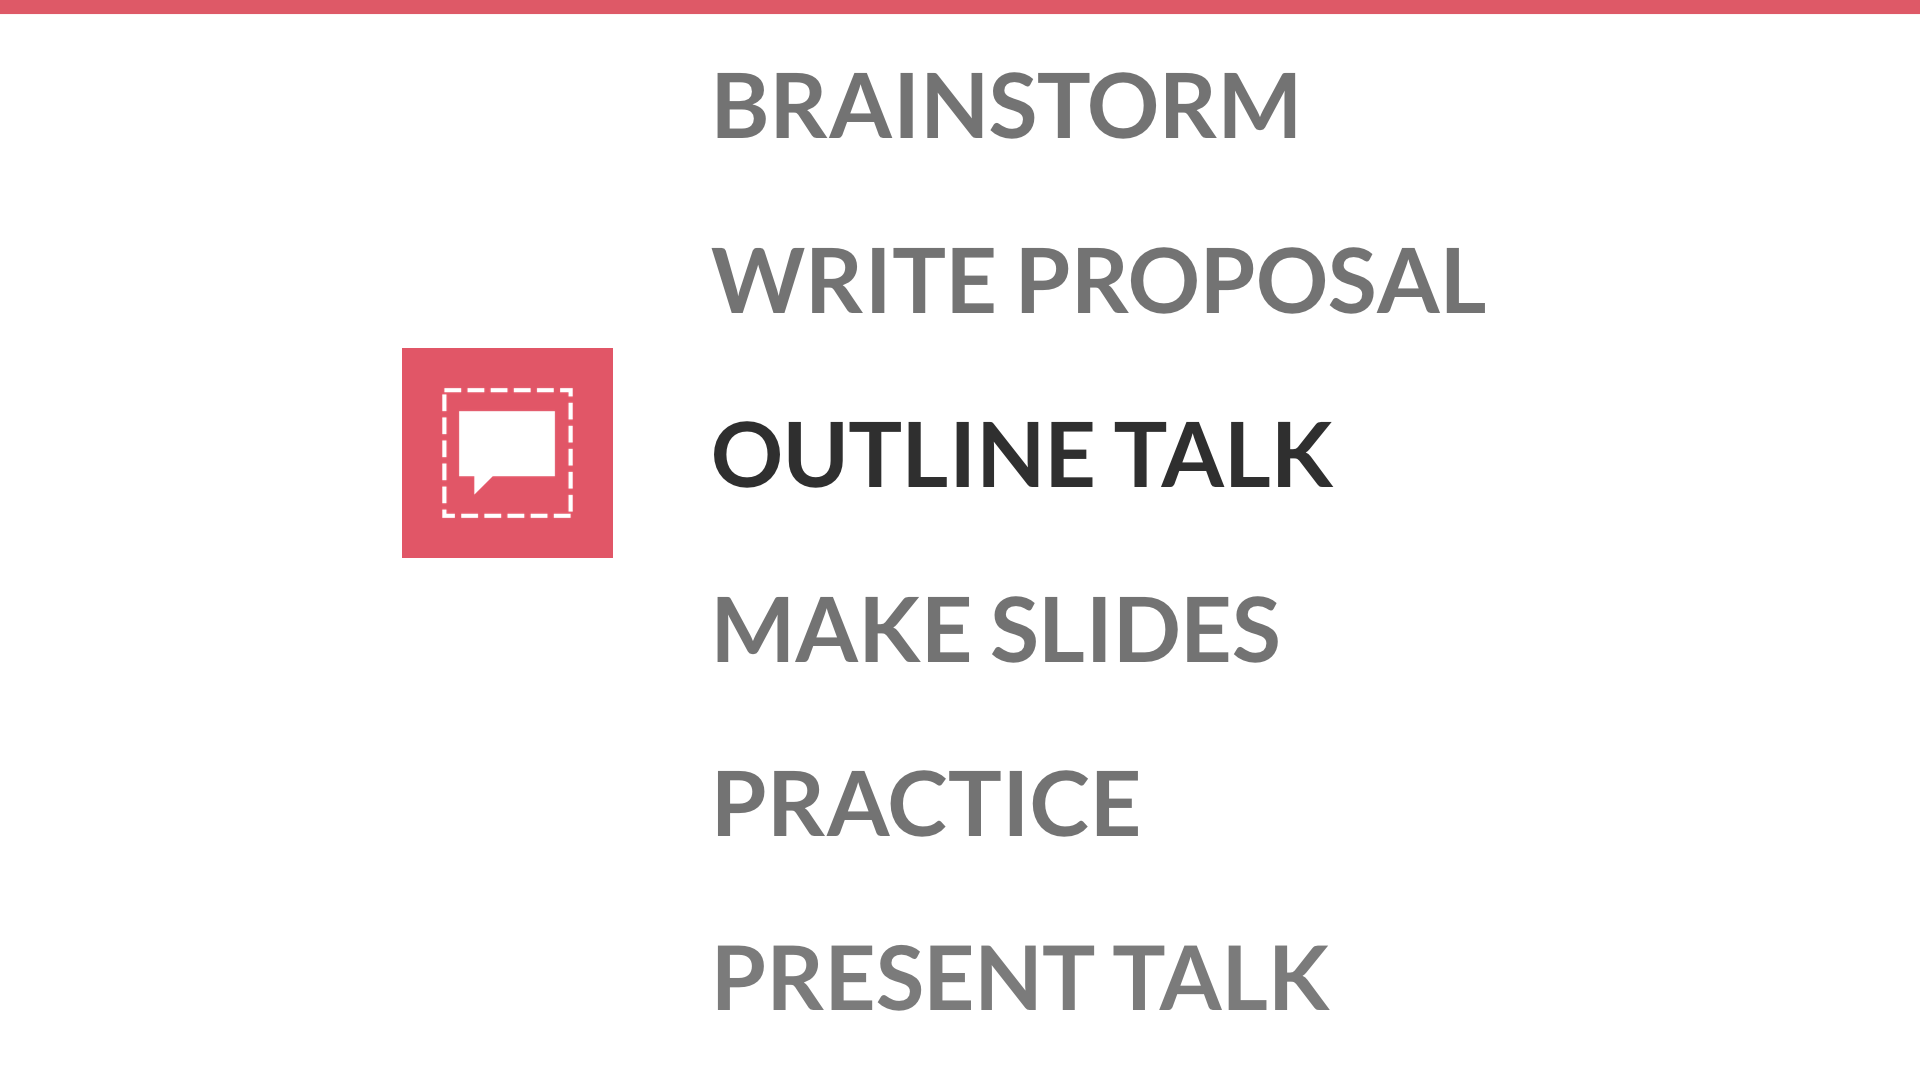 BRAINSTORM
WRITE PROPOSAL
OUTLINE TALK
MAKE SLIDES
PRACTICE
PRESENT TALK